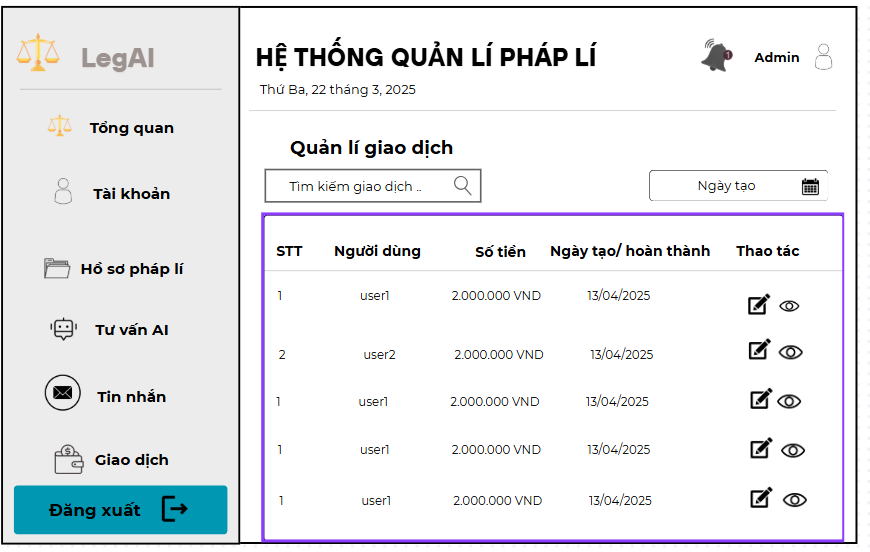 LegAI
HỆ THỐNG QUẢN LÍ PHÁP LÍ
1
Admin
Thứ Ba, 22 tháng 3, 2025
Tổng quan
Tài khoản
Hồ sơ pháp lí
Tư vấn AI
Tin nhắn
Giao dịch
Đăng xuất
Quản lí giao dịch
Tìm kiếm giao dịch ..
Ngày tạo
STT Người dùng Số tiền Ngày tạo/ hoàn thành Thao tác
1 user1 2.000.000 VND 13/04/2025
2 user2 2.000.000 VND 13/04/2025
1 user1 2.000.000 VND 13/04/2025
1 user1 2.000.000 VND 13/04/2025
1 user1 2.000.000 VND 13/04/2025